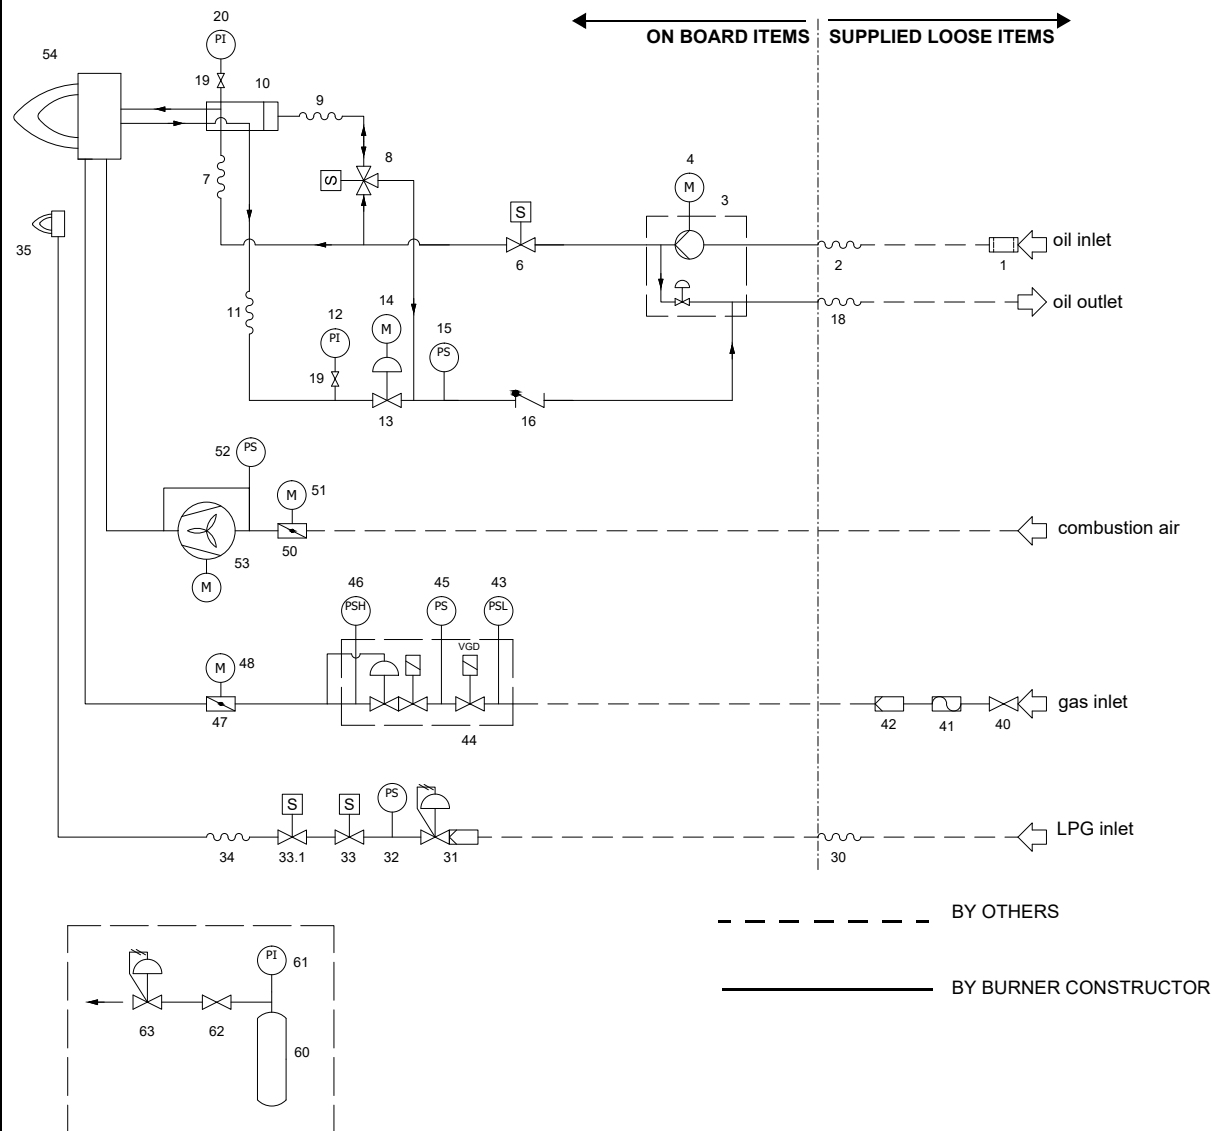 20
ON BOARD ITEMS
SUPPLIED LOOSE ITEMS
PI
54
19
10
9
8
S
7
4
M
3
S
6
2
1
oil inlet
35
18
oil outlet
11
12
PI
19
14
M
13
15
PS
16
52
PS
M
51
50
53
M
combustion air
46
PSH
45
PS
43
PSL
VGD
M
48
47
44
42
41
40
gas inlet
S
S
PS
34
33.1
33
32
31
30
LPG inlet
BY OTHERS
BY BURNER CONSTRUCTOR
PI
61
63
62
60